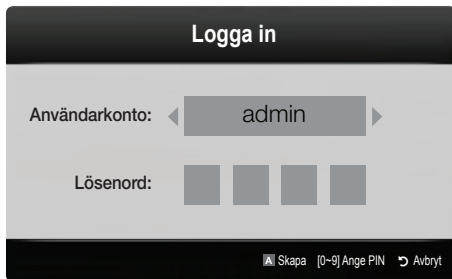 Logga in
Användarkonto: admin
Lösenord:
A Skapa [0~9] Ange PIN Avbryt